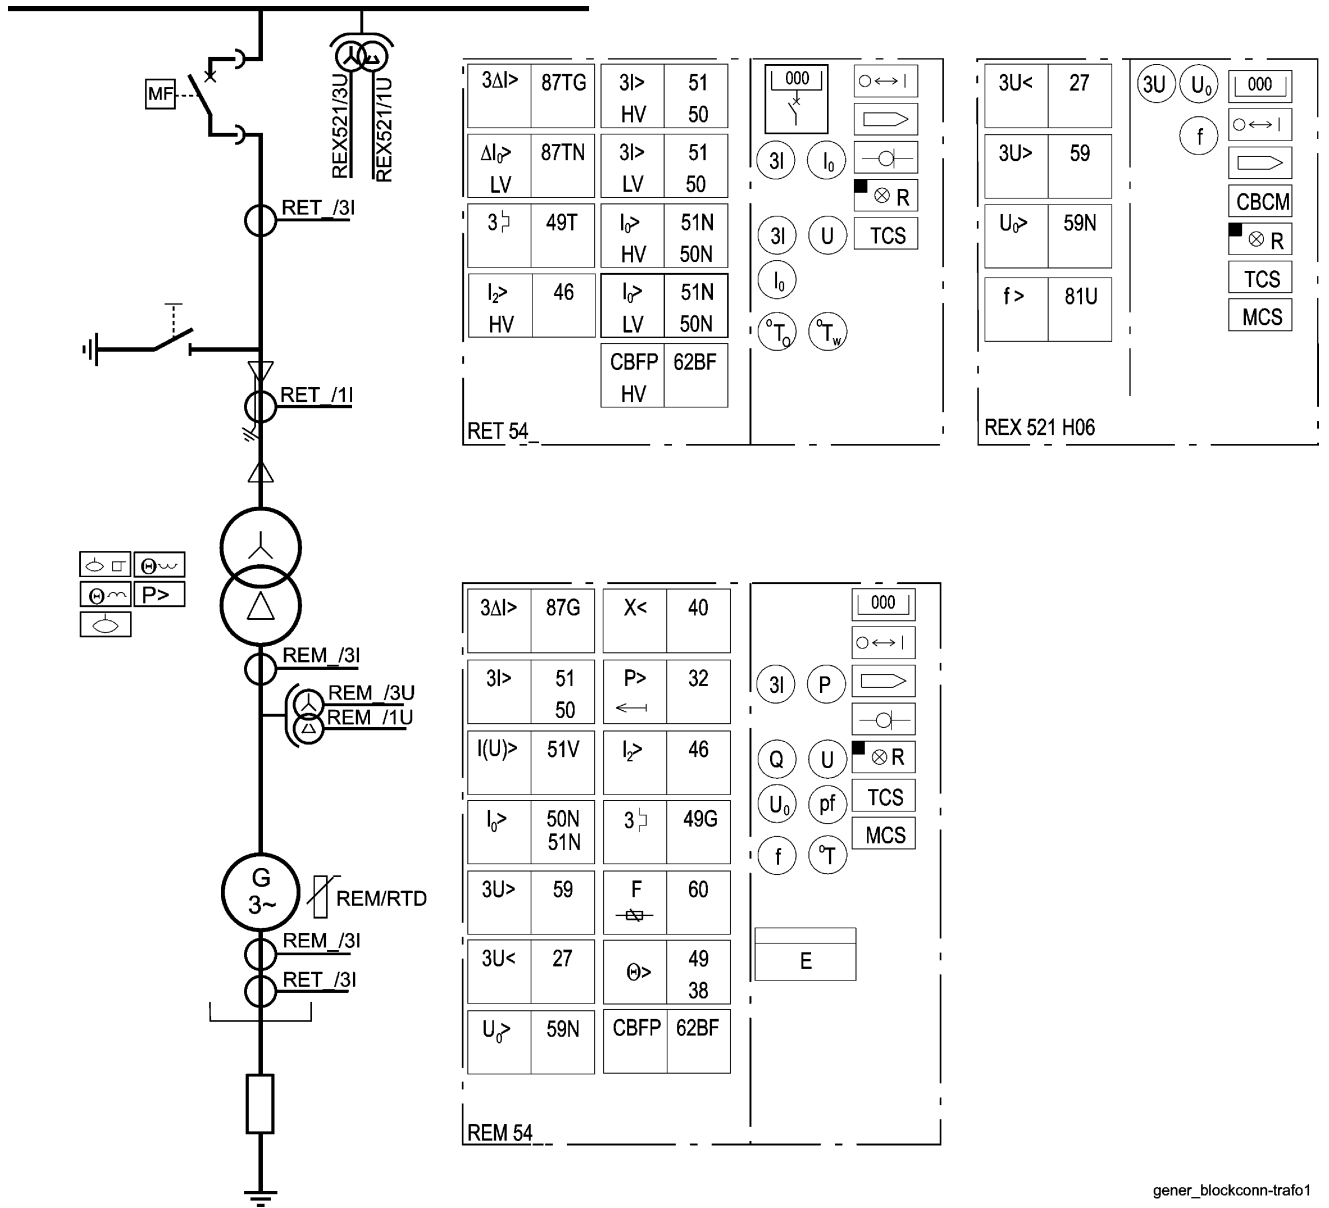 MF
REX521/3U
REX521/1U
RET_/3I
RET_/1I
REM_/3I
REM_/3U
REM_/1U
G
3~
REM/RTD
REM_/3I
RET_/3I
Θ
Θ P>
3ΔI> 87TG 3I> 51
HV 50
ΔI₀> 87TN 3I> 51
LV LV 50
3 49T I₀> 51N
HV 50N
I₂> 46 I₀> 51N
HV LV 50N
CBFP 62BF
HV
000
I
3I I₀
R
3I U TCS
I₀
°T₀ °Tw
RET 54_
3U< 27
3U> 59
U₀> 59N
f> 81U
3U U₀ 000
f I
CBCM
R
TCS
MCS
REX 521 H06
3ΔI> 87G X< 40
3I> 51 P> 32
50
I(U)> 51V I₂> 46
I₀> 50N 3 49G
51N
3U> 59 F 60
3U< 27 Θ> 49
38
U₀> 59N CBFP 62BF
000
I
3I P
Q U R
U₀ pf TCS
f °T MCS
E
REM 54__
gener_blockconn-trafo1